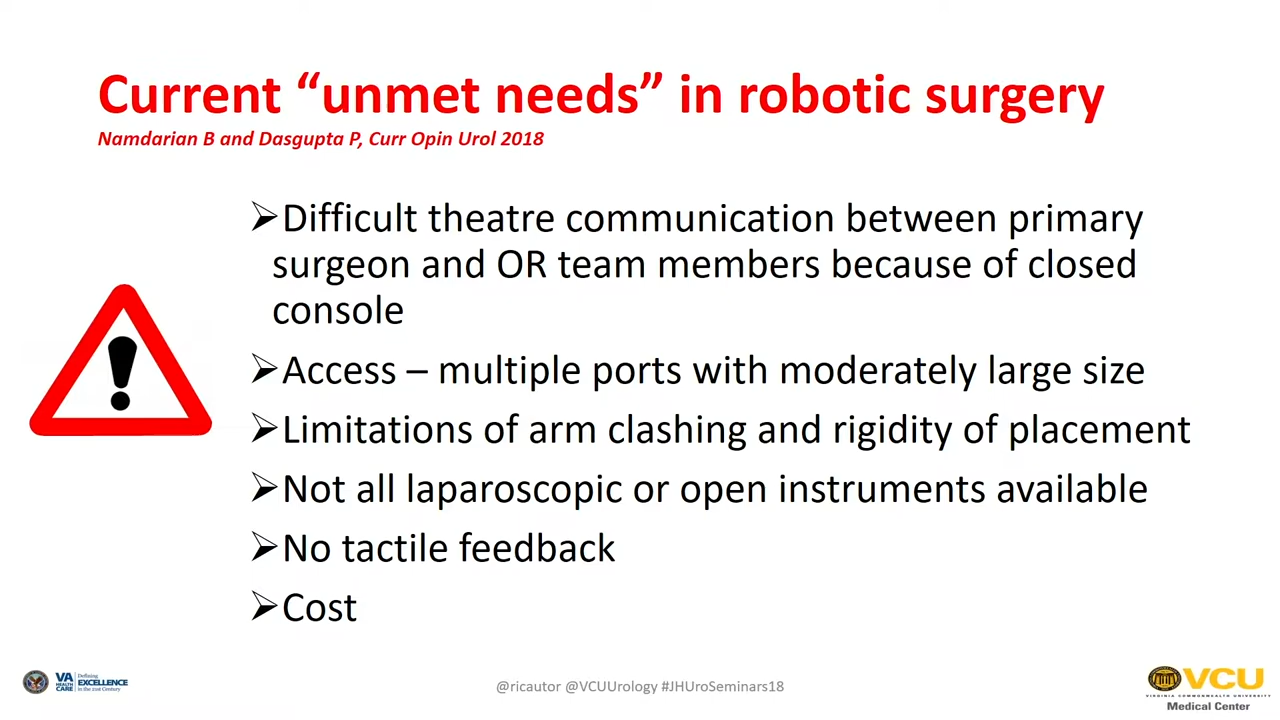 Current “unmet needs” in robotic surgery
Namdarian B and Dasgupta P, Curr Opin Urol 2018
➢Difficult theatre communication between primary
surgeon and OR team members because of closed
console
➢Access – multiple ports with moderately large size
➢Limitations of arm clashing and rigidity of placement
➢Not all laparoscopic or open instruments available
➢No tactile feedback
➢Cost
VA
HEALTH
CARE
Defining
EXCELLENCE
in the 21st Century
@ricautor @VCUUrology #JHUroSeminars18
VCU
VIRGINIA COMMONWEALTH UNIVERSITY
Medical Center